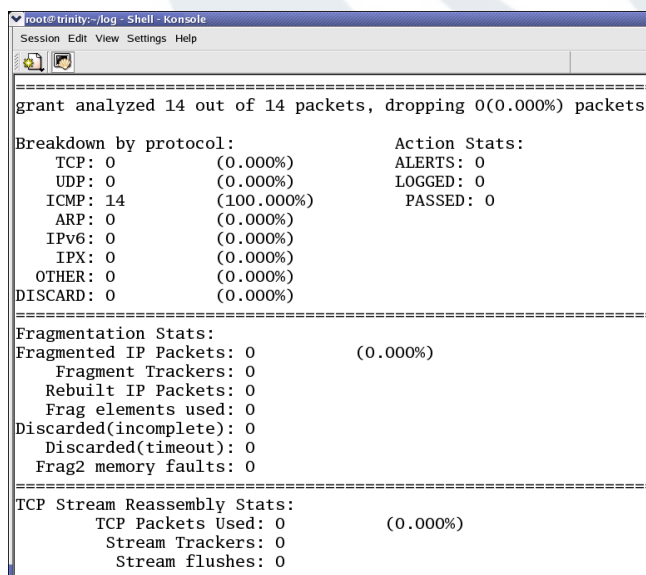 root@trinity:~/log - Shell - Konsole
Session Edit View Settings Help
================================================================
grant analyzed 14 out of 14 packets, dropping 0(0.000%) packets
Breakdown by protocol: Action Stats:
TCP: 0 (0.000%) ALERTS: 0
UDP: 0 (0.000%) LOGGED: 0
ICMP: 14 (100.000%) PASSED: 0
ARP: 0 (0.000%)
IPv6: 0 (0.000%)
IPX: 0 (0.000%)
OTHER: 0 (0.000%)
DISCARD: 0 (0.000%)
================================================================
Fragmentation Stats:
Fragmented IP Packets: 0 (0.000%)
Fragment Trackers: 0
Rebuilt IP Packets: 0
Frag elements used: 0
Discarded(incomplete): 0
Discarded(timeout): 0
Frag2 memory faults: 0
================================================================
TCP Stream Reassembly Stats:
TCP Packets Used: 0 (0.000%)
Stream Trackers: 0
Stream flushes: 0